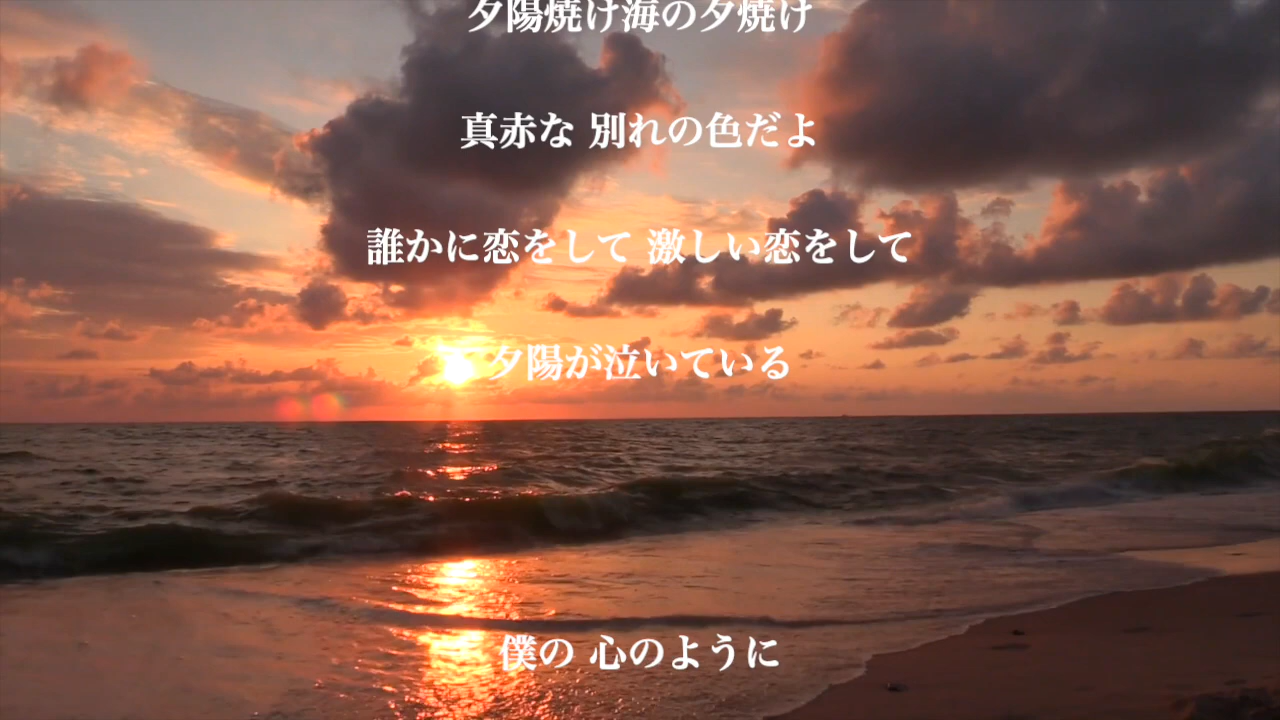 夕陽焼け海の夕焼け
真赤な 別れの色だよ
誰かに恋をして 激しい恋をして
夕陽が泣いている
僕の 心のように